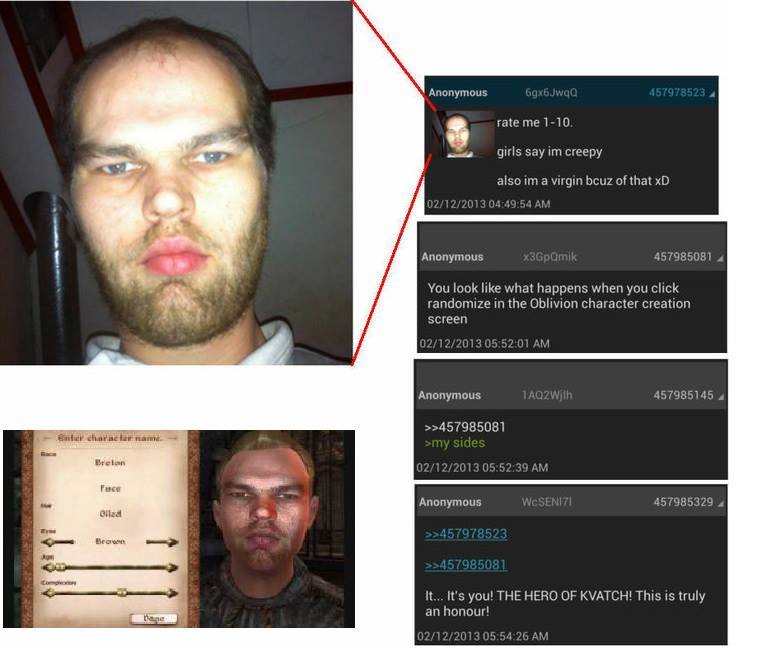 Anonymous 6gx6JwqQ 457978523
rate me 1-10.
girls say im creepy
also im a virgin bcuz of that xD
02/12/2013 04:49:54 AM
Anonymous x3GpQmik 457985081
You look like what happens when you click
randomize in the Oblivion character creation
screen
02/12/2013 05:52:01 AM
Anonymous 1AQ2WjIh 457985145
>>457985081
>my sides
02/12/2013 05:52:39 AM
Anonymous WcSENl7l 457985329
>>457978523
>>457985081
It... It's you! THE HERO OF KVATCH! This is truly
an honour!
02/12/2013 05:54:26 AM
Enter character name.
Race
Breton
Face
Hair
Oiled
Eyes
Brown
Age
Complexion